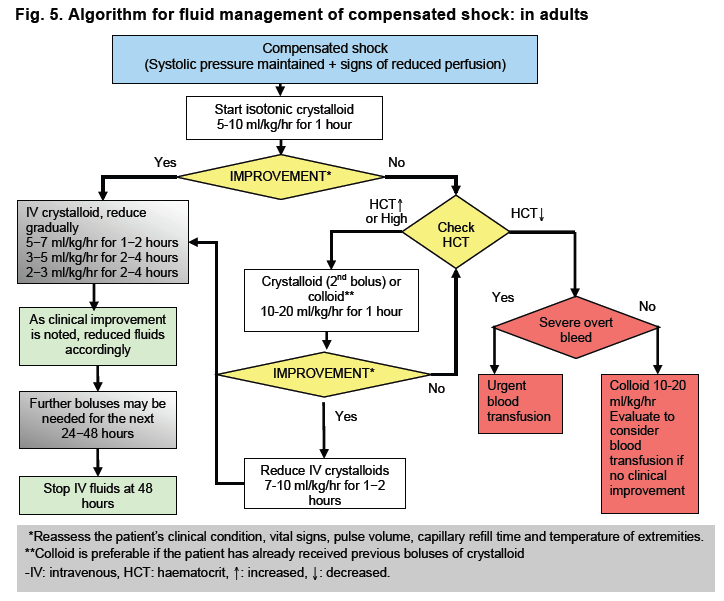 Fig. 5. Algorithm for fluid management of compensated shock: in adults
Compensated shock
(Systolic pressure maintained + signs of reduced perfusion)
Start isotonic crystalloid
5-10 ml/kg/hr for 1 hour
Yes
IMPROVEMENT*
No
IV crystalloid, reduce
gradually
5−7 ml/kg/hr for 1−2 hours
3−5 ml/kg/hr for 2−4 hours
2−3 ml/kg/hr for 2−4 hours
HCT↑
or High
Check
HCT
HCT↓
Crystalloid (2nd bolus) or
colloid**
10-20 ml/kg/hr for 1 hour
As clinical improvement
is noted, reduced fluids
accordingly
Yes
Severe overt
bleed
No
IMPROVEMENT*
No
Yes
Further boluses may be
needed for the next
24−48 hours
Urgent
blood
transfusion
Colloid 10-20
ml/kg/hr
Evaluate to
consider
blood
transfusion if
no clinical
improvement
Reduce IV crystalloids
7-10 ml/kg/hr for 1−2
hours
Stop IV fluids at 48
hours
*Reassess the patient's clinical condition, vital signs, pulse volume, capillary refill time and temperature of extremities.
**Colloid is preferable if the patient has already received previous boluses of crystalloid
-IV: intravenous, HCT: haematocrit, ↑: increased, ↓: decreased.